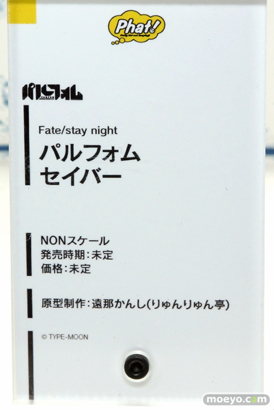 Phat!
パルフォム
Fate/stay night
パルフォム
セイバー
NONスケール
発売時期：未定
価格：未定
原型制作：遠那かんし(りゅんりゅん亭)
© TYPE-MOON
moeyo.com